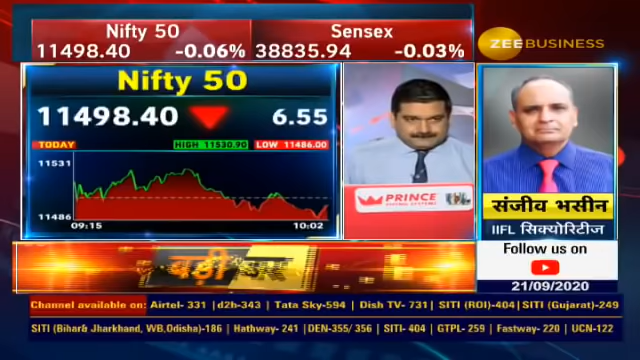 Nifty 50
11498.40 -0.06%
Sensex
38835.94 -0.03%
ZEE BUSINESS
Nifty 50
11498.40 6.55
TODAY HIGH 11530.90 LOW 11486.00
11531
11486
09:15 10:02
PRINCE
PIPING SYSTEMS
संजीव भसीन
IIFL सिक्योरिटीज
बड़ी
Follow us on
21/09/2020
Channel available on: Airtel- 331 | d2h-343 | Tata Sky-594 | Dish TV- 731| SITI (ROI)-404| SITI (Gujarat)-249
SITI (Bihar& Jharkhand, WB,Odisha)-186 | Hathway- 241 |DEN-355/ 356 | SITI- 404 | GTPL- 259 | Fastway- 220 | UCN-122